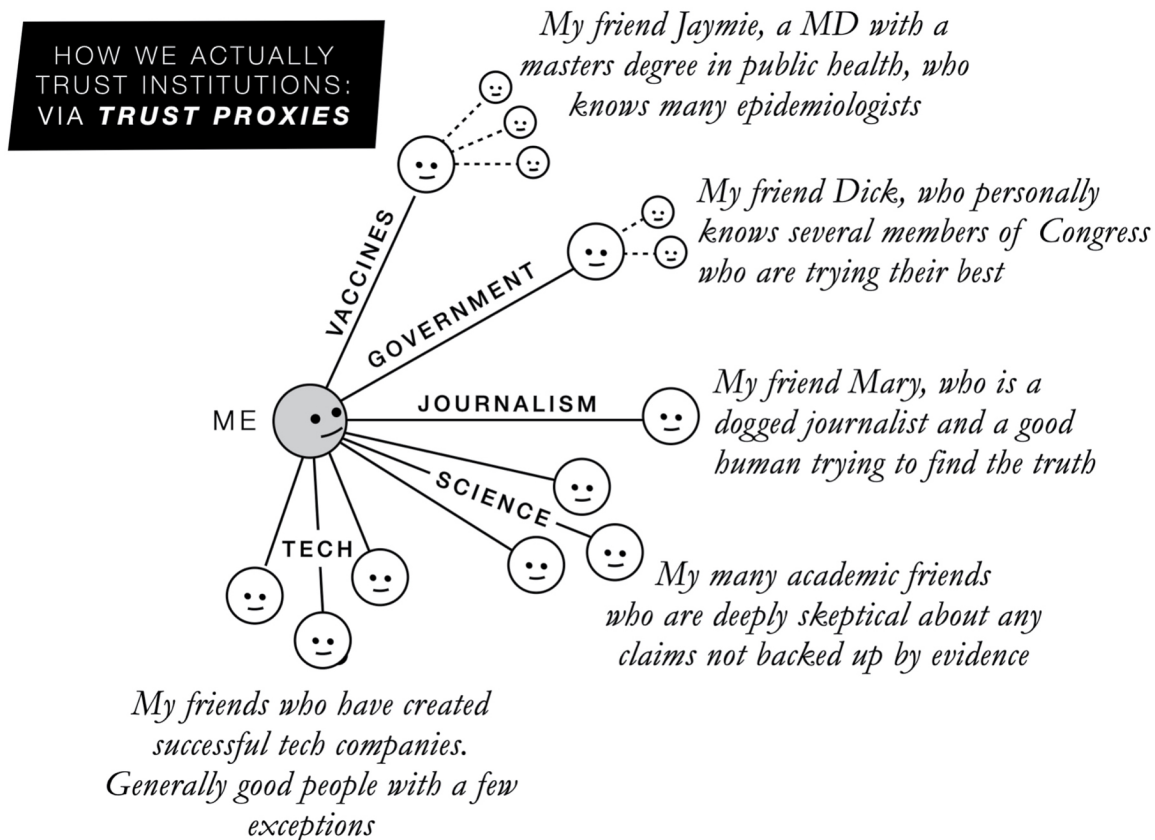 HOW WE ACTUALLY
TRUST INSTITUTIONS:
VIA TRUST PROXIES
My friend Jaymie, a MD with a
masters degree in public health, who
knows many epidemiologists
VACCINES
My friend Dick, who personally
knows several members of Congress
who are trying their best
GOVERNMENT
ME
JOURNALISM
My friend Mary, who is a
dogged journalist and a good
human trying to find the truth
SCIENCE
My many academic friends
who are deeply skeptical about any
claims not backed up by evidence
TECH
My friends who have created
successful tech companies.
Generally good people with a few
exceptions